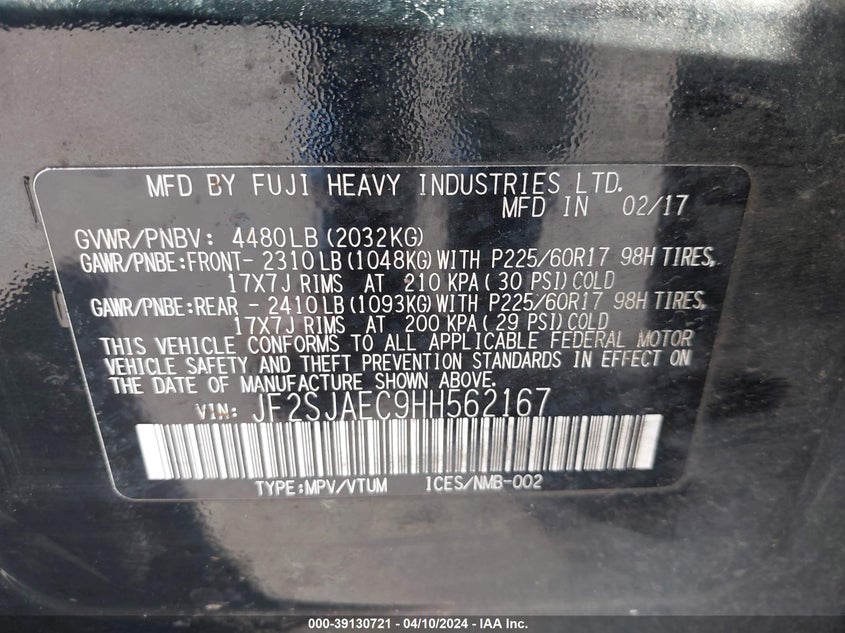 MFD BY FUJI HEAVY INDUSTRIES LTD.
MFD IN 02/17
GVWR/PNBV: 4480LB(2032KG)
GAWR/PNBE:FRONT- 2310LB(1048KG)WITH P225/60R17 98H TIRES,
17X7J RIMS AT 210 KPA( 30 PSI)COLD
GAWR/PNBE:REAR - 2410LB(1093KG)WITH P225/60R17 98H TIRES,
17X7J RIMS AT 200 KPA( 29 PSI)COLD
THIS VEHICLE CONFORMS TO ALL APPLICABLE FEDERAL MOTOR
VEHICLE SAFETY AND THEFT PREVENTION STANDARDS IN EFFECT ON
THE DATE OF MANUFACTURE SHOWN ABOVE.
VIN: JF2SJAEC9HH562167
TYPE:MPV/VTUM ICES/NMB-002
000-39130721 - 04/10/2024 - IAA Inc.